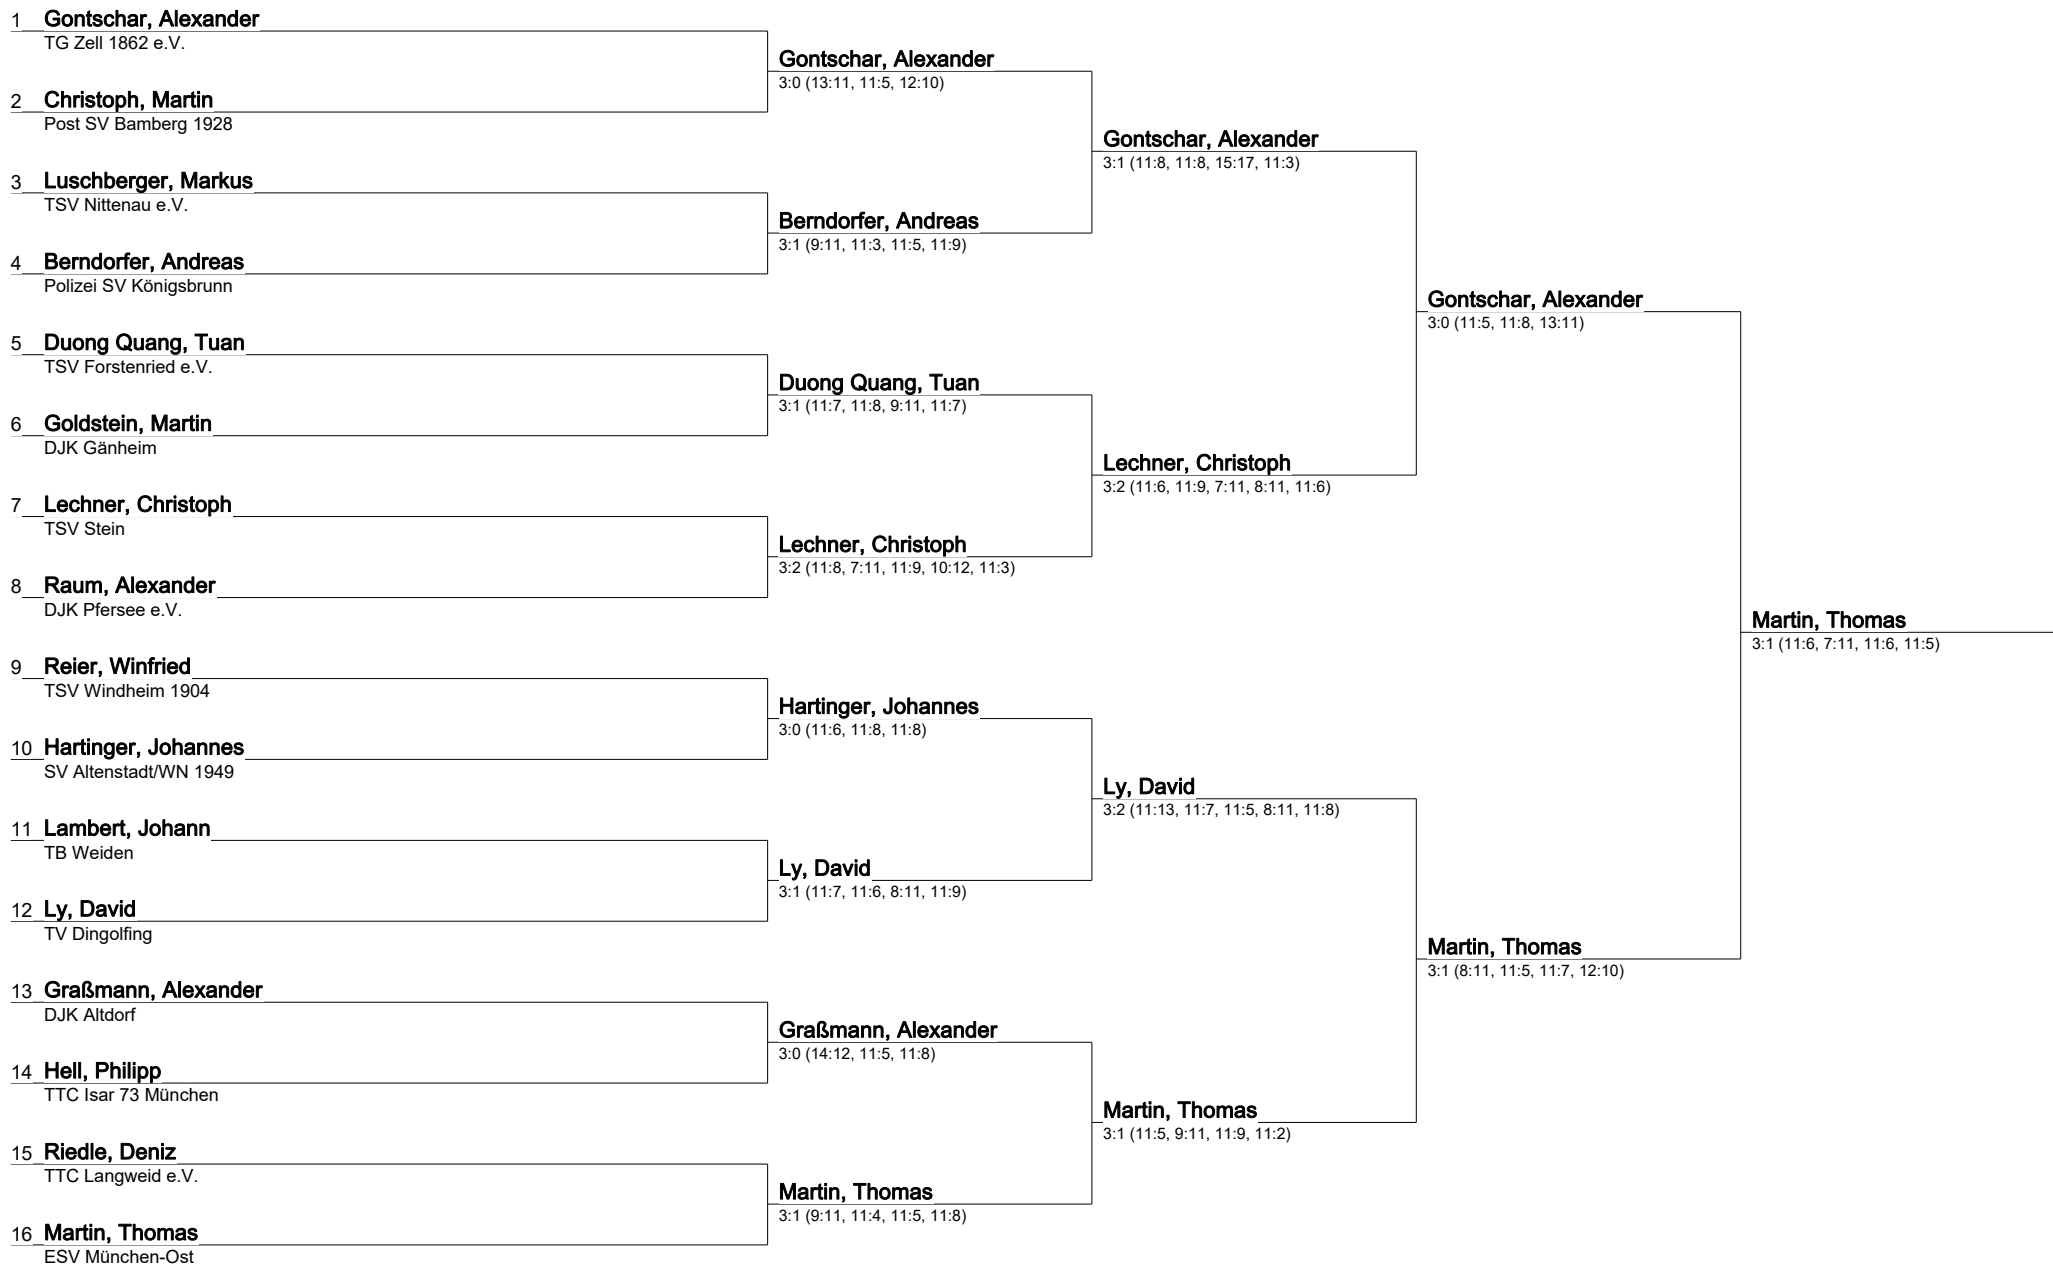 1 Gontschar, Alexander
TG Zell 1862 e.V.
Gontschar, Alexander
3:0 (13:11, 11:5, 12:10)
2 Christoph, Martin
Post SV Bamberg 1928
Gontschar, Alexander
3:1 (11:8, 11:8, 15:17, 11:3)
3 Luschberger, Markus
TSV Nittenau e.V.
Berndorfer, Andreas
3:1 (9:11, 11:3, 11:5, 11:9)
4 Berndorfer, Andreas
Polizei SV Königsbrunn
Gontschar, Alexander
3:0 (11:5, 11:8, 13:11)
5 Duong Quang, Tuan
TSV Forstenried e.V.
Duong Quang, Tuan
3:1 (11:7, 11:8, 9:11, 11:7)
6 Goldstein, Martin
DJK Gänheim
Lechner, Christoph
3:2 (11:6, 11:9, 7:11, 8:11, 11:6)
7 Lechner, Christoph
TSV Stein
Lechner, Christoph
3:2 (11:8, 7:11, 11:9, 10:12, 11:3)
8 Raum, Alexander
DJK Pfersee e.V.
Martin, Thomas
3:1 (11:6, 7:11, 11:6, 11:5)
9 Reier, Winfried
TSV Windheim 1904
Hartinger, Johannes
3:0 (11:6, 11:8, 11:8)
10 Hartinger, Johannes
SV Altenstadt/WN 1949
Ly, David
3:2 (11:13, 11:7, 11:5, 8:11, 11:8)
11 Lambert, Johann
TB Weiden
Ly, David
3:1 (11:7, 11:6, 8:11, 11:9)
12 Ly, David
TV Dingolfing
Martin, Thomas
3:1 (8:11, 11:5, 11:7, 12:10)
13 Graßmann, Alexander
DJK Altdorf
Graßmann, Alexander
3:0 (14:12, 11:5, 11:8)
14 Hell, Philipp
TTC Isar 73 München
Martin, Thomas
3:1 (11:5, 9:11, 11:9, 11:2)
15 Riedle, Deniz
TTC Langweid e.V.
Martin, Thomas
3:1 (9:11, 11:4, 11:5, 11:8)
16 Martin, Thomas
ESV München-Ost